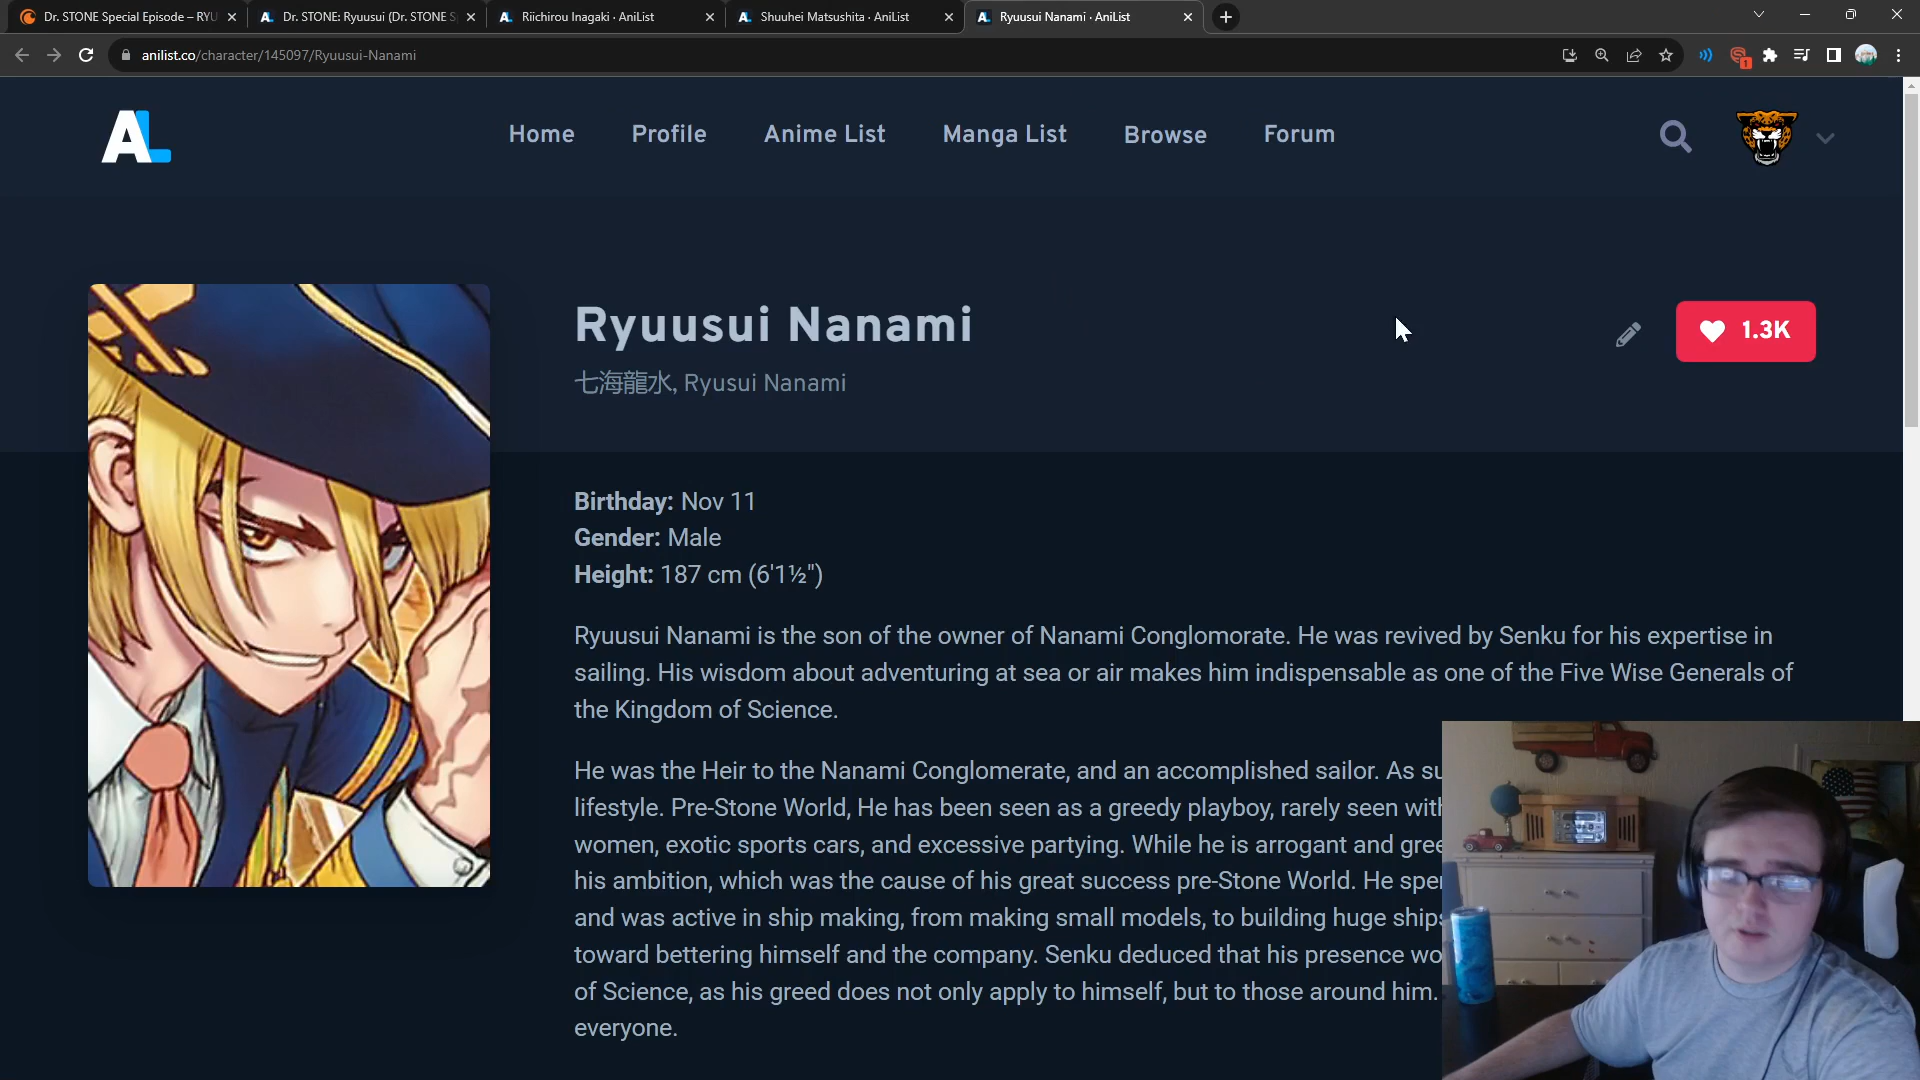 Dr. STONE Special Episode – RYU
Dr. STONE: Ryuusui (Dr. STONE S
Riichirou Inagaki · AniList
Shuuhei Matsushita · AniList
Ryuusui Nanami · AniList
anilist.co/character/145097/Ryuusui-Nanami
1
AL
Home
Profile
Anime List
Manga List
Browse
Forum
Ryuusui Nanami
七海龍水, Ryusui Nanami
1.3K
Birthday: Nov 11
Gender: Male
Height: 187 cm (6'1½")
Ryuusui Nanami is the son of the owner of Nanami Conglomorate. He was revived by Senku for his expertise in
sailing. His wisdom about adventuring at sea or air makes him indispensable as one of the Five Wise Generals of
the Kingdom of Science.
He was the Heir to the Nanami Conglomerate, and an accomplished sailor. As su
lifestyle. Pre-Stone World, He has been seen as a greedy playboy, rarely seen with
women, exotic sports cars, and excessive partying. While he is arrogant and gree
his ambition, which was the cause of his great success pre-Stone World. He spen
and was active in ship making, from making small models, to building huge ships
toward bettering himself and the company. Senku deduced that his presence wo
of Science, as his greed does not only apply to himself, but to those around him.
everyone.